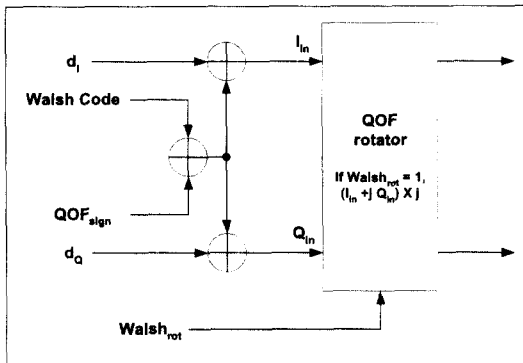 I_in
d_I
Walsh Code
QOF rotator
If Walsh_rot = 1,
(I_in +j Q_in) X j
QOF_sign
Q_in
d_Q
Walsh_rot